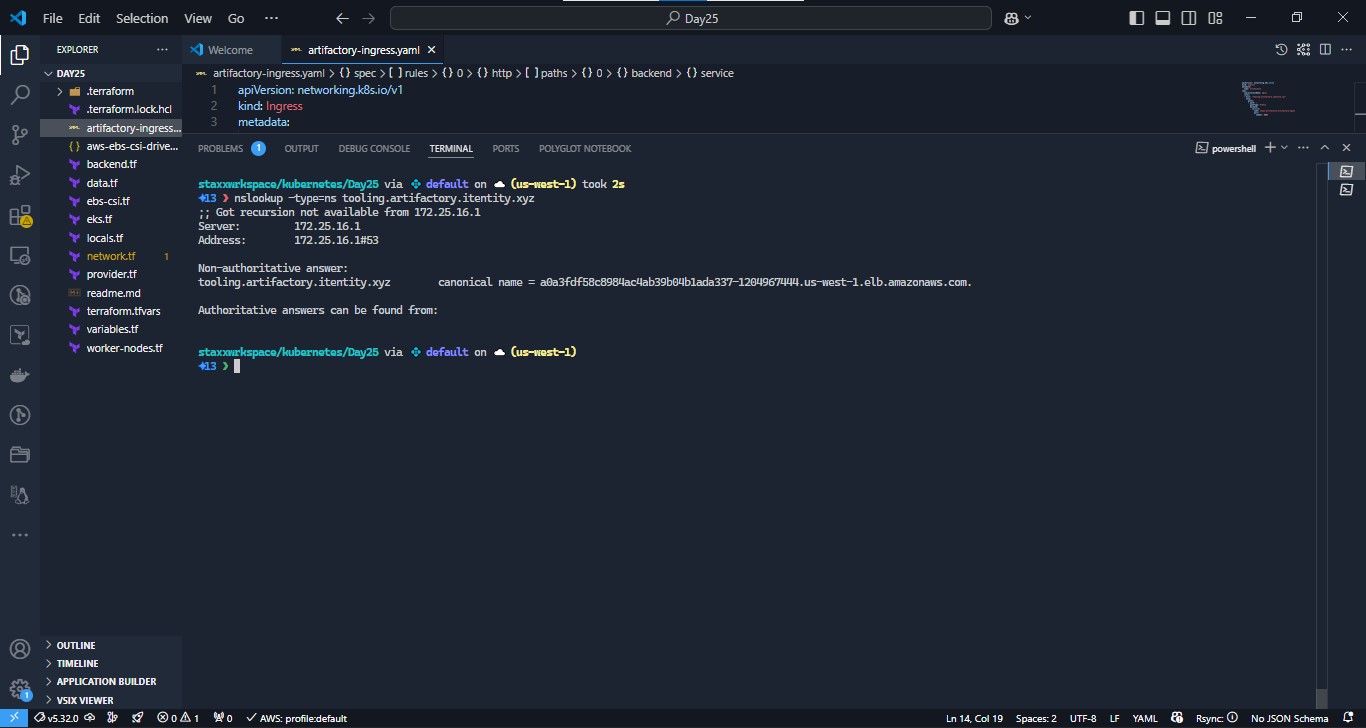 File Edit Selection View Go ··· Day25
EXPLORER ···
Welcome
artifactory-ingress.yaml
DAY25
.terraform
.terraform.lock.hcl
artifactory-ingress...
aws-ebs-csi-drive...
backend.tf
data.tf
ebs-csi.tf
eks.tf
locals.tf
network.tf 1
provider.tf
readme.md
terraform.tfvars
variables.tf
worker-nodes.tf
OUTLINE
TIMELINE
APPLICATION BUILDER
VSIX VIEWER
artifactory-ingress.yaml > {} spec > [ ] rules > {} 0 > {} http > [ ] paths > {} 0 > {} backend > {} service
1 apiVersion: networking.k8s.io/v1
2 kind: Ingress
3 metadata:
PROBLEMS 1 OUTPUT DEBUG CONSOLE TERMINAL PORTS POLYGLOT NOTEBOOK powershell
staxxwrkspace/kubernetes/Day25 via default on (us-west-1) took 2s
13 ❯ nslookup -type=ns tooling.artifactory.itentity.xyz
;; Got recursion not available from 172.25.16.1
Server: 172.25.16.1
Address: 172.25.16.1#53
Non-authoritative answer:
tooling.artifactory.itentity.xyz canonical name = a0a3fdf58c8984ac4ab39b04b1ada337-1204967444.us-west-1.elb.amazonaws.com.
Authoritative answers can be found from:
staxxwrkspace/kubernetes/Day25 via default on (us-west-1)
13 ❯
1
v5.32.0 0 1 0 AWS: profile:default Ln 14, Col 19 Spaces: 2 UTF-8 LF YAML Rsync: No JSON Schema